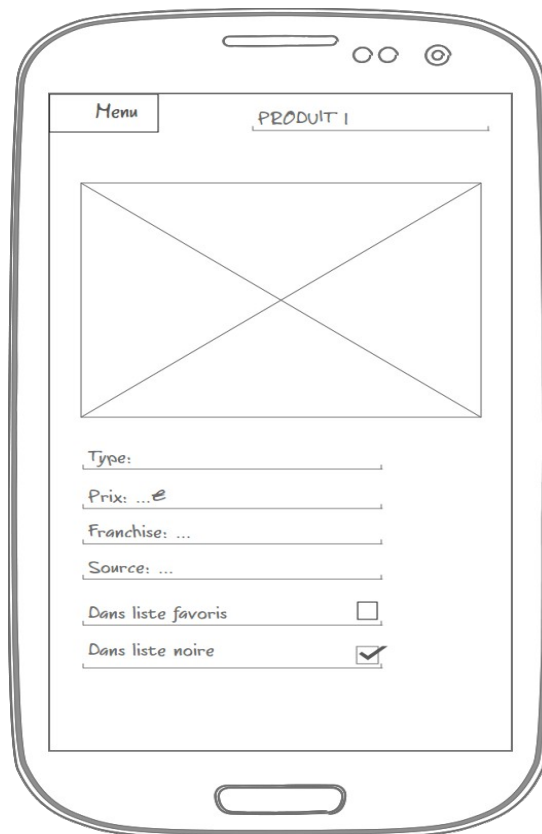 Menu
PRODUIT 1
Type:
Prix: ...€
Franchise: ...
Source: ...
Dans liste favoris
Dans liste noire